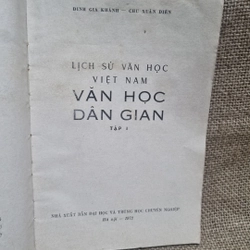 ĐINH GIA KHÁNH — CHU XUÂN DIÊN
LỊCH SỬ VĂN HỌC
VIỆT NAM
VĂN HỌC
DÂN GIAN
TẬP I
NHÀ XUẤT BẢN ĐẠI HỌC VÀ TRUNG HỌC CHUYÊN NGHIỆP